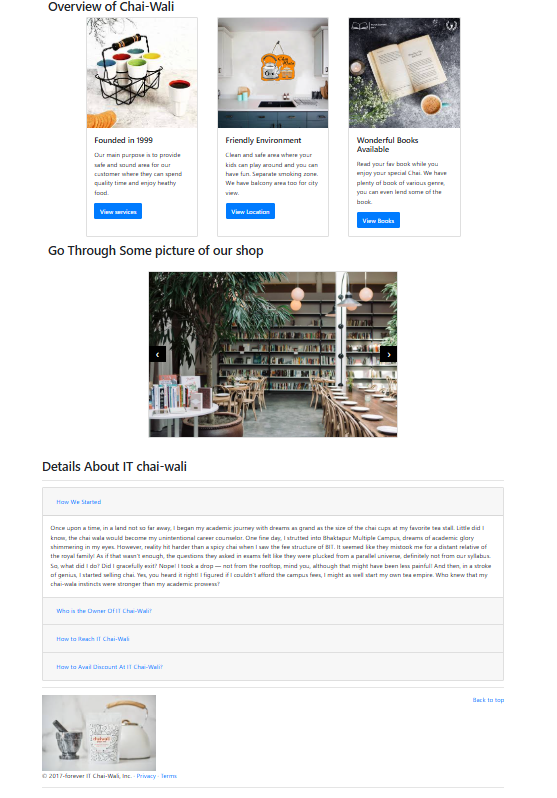 Overview of Chai-Wali
Founded in 1999
Our main purpose is to provide
safe and sound area for our
customer where they can spend
quality time and enjoy heathy
food.
View services
Friendly Environment
Clean and safe area where your
kids can play around and you can
have fun. Separate smoking zone.
We have balcony area too for city
view.
View Location
Wonderful Books
Available
Read your fav book while you
enjoy your special Chai. We have
plenty of book of various genre,
you can even lend some of the
book.
View Books
Go Through Some picture of our shop
‹
›
Details About IT chai-wali
How We Started
Once upon a time, in a land not so far away, I began my academic journey with dreams as grand as the size of the chai cups at my favorite tea stall. Little did I
know, the chai wala would become my unintentional career counselor. One fine day, I strutted into Bhaktapur Multiple Campus, dreams of academic glory
shimmering in my eyes. However, reality hit harder than a spicy chai when I saw the fee structure of BIT. It seemed like they mistook me for a distant relative of
the royal family! As if that wasn't enough, the questions they asked in exams felt like they were plucked from a parallel universe, definitely not from our syllabus.
So, what did I do? Did I gracefully exit? Nope! I took a drop — not from the rooftop, mind you, although that might have been less painful! And then, in a stroke
of genius, I started selling chai. Yes, you heard it right! I figured if I couldn't afford the campus fees, I might as well start my own tea empire. Who knew that my
chai-wala instincts were stronger than my academic prowess?
Who is the Owner Of IT Chai-Wali?
How to Reach IT Chai-Wali
How to Avail Discount At IT Chai-Wali?
Back to top
© 2017-forever IT Chai-Wali, Inc. · Privacy · Terms